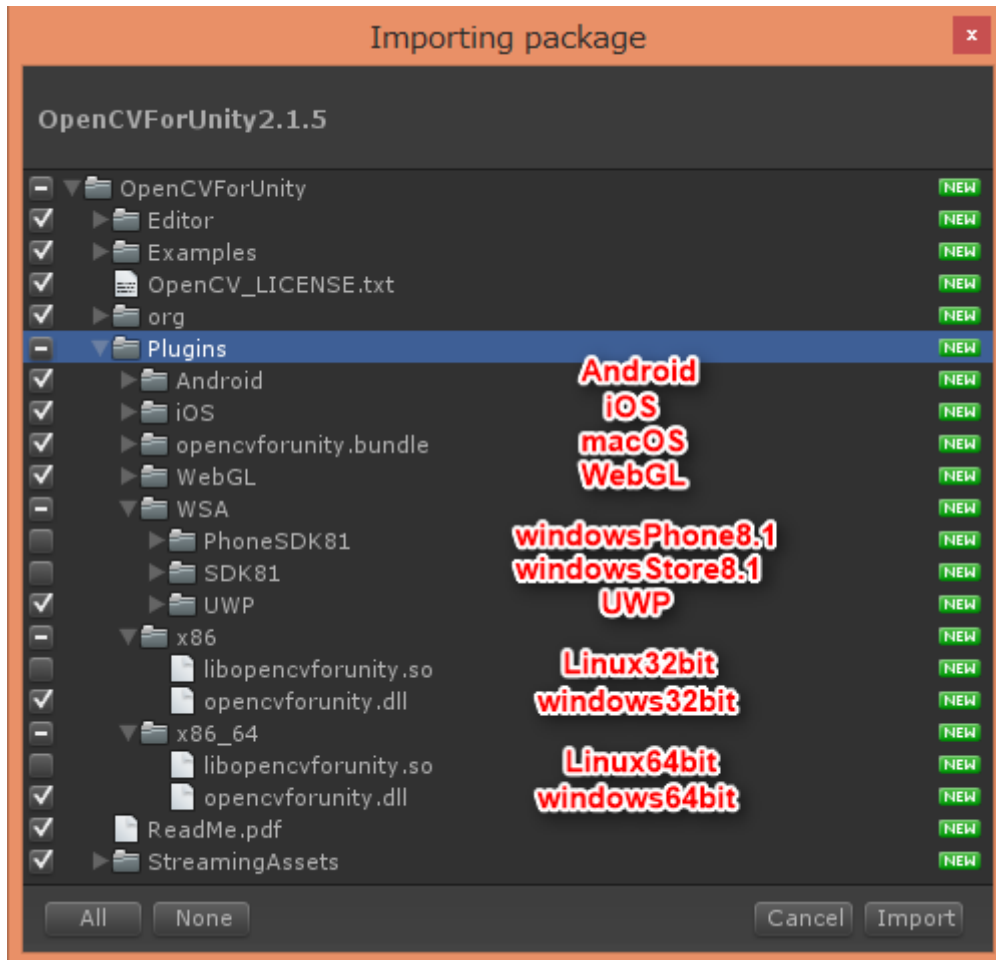 Importing package
x
OpenCVForUnity2.1.5
OpenCVForUnity NEW
Editor NEW
Examples NEW
OpenCV_LICENSE.txt NEW
org NEW
Plugins NEW
Android Android NEW
iOS iOS NEW
opencvforunity.bundle macOS NEW
WebGL WebGL NEW
WSA NEW
PhoneSDK81 windowsPhone8.1 NEW
SDK81 windowsStore8.1 NEW
UWP UWP NEW
x86 NEW
libopencvforunity.so Linux32bit NEW
opencvforunity.dll windows32bit NEW
x86_64 NEW
libopencvforunity.so Linux64bit NEW
opencvforunity.dll windows64bit NEW
ReadMe.pdf NEW
StreamingAssets NEW
All None Cancel Import